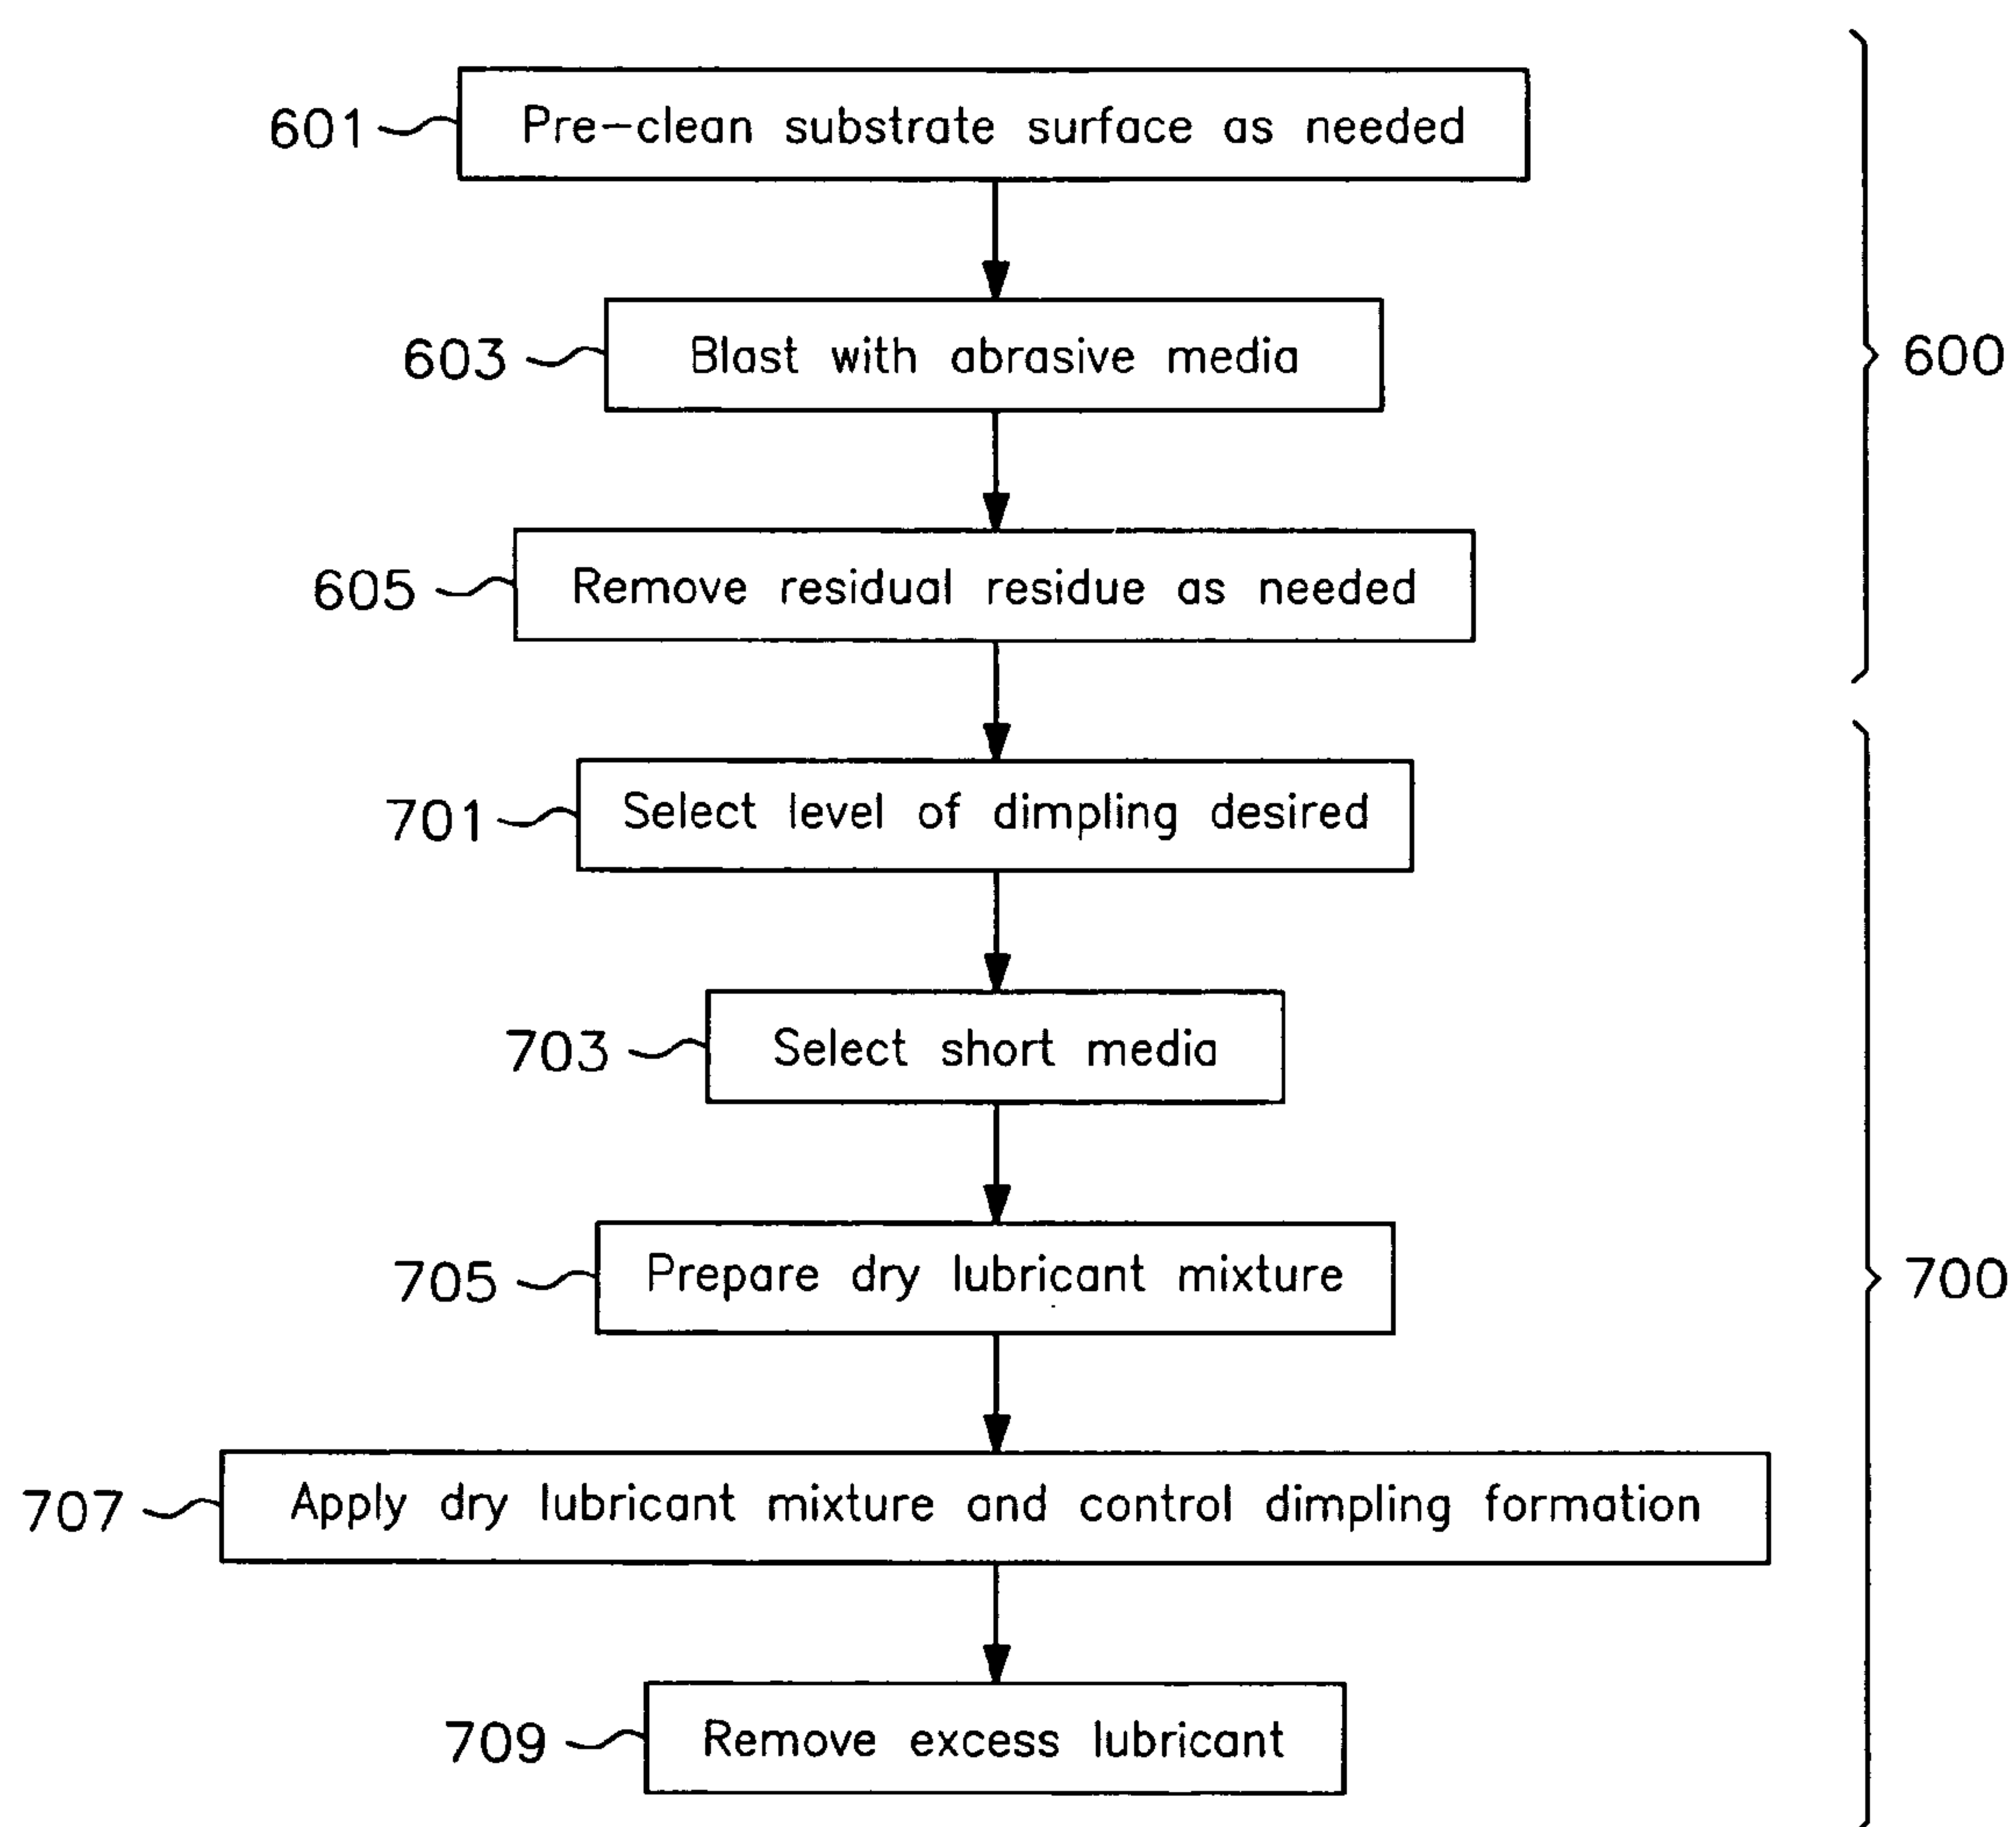 601 Pre-clean substrate surface as needed
603 Blast with abrasive media
600
605 Remove residual residue as needed
701 Select level of dimpling desired
703 Select short media
705 Prepare dry lubricant mixture
700
707 Apply dry lubricant mixture and control dimpling formation
709 Remove excess lubricant